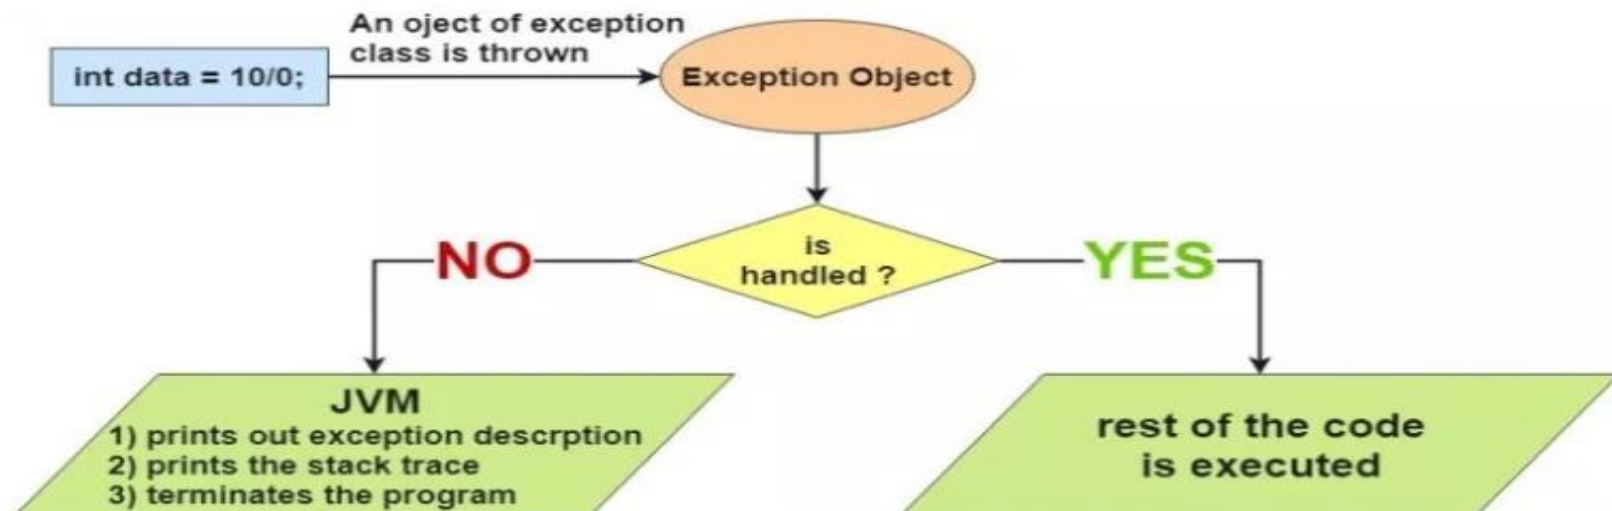 An oject of exception
class is thrown
int data = 10/0;
Exception Object
is
handled ?
NO
YES
JVM
1) prints out exception descrption
2) prints the stack trace
3) terminates the program
rest of the code
is executed